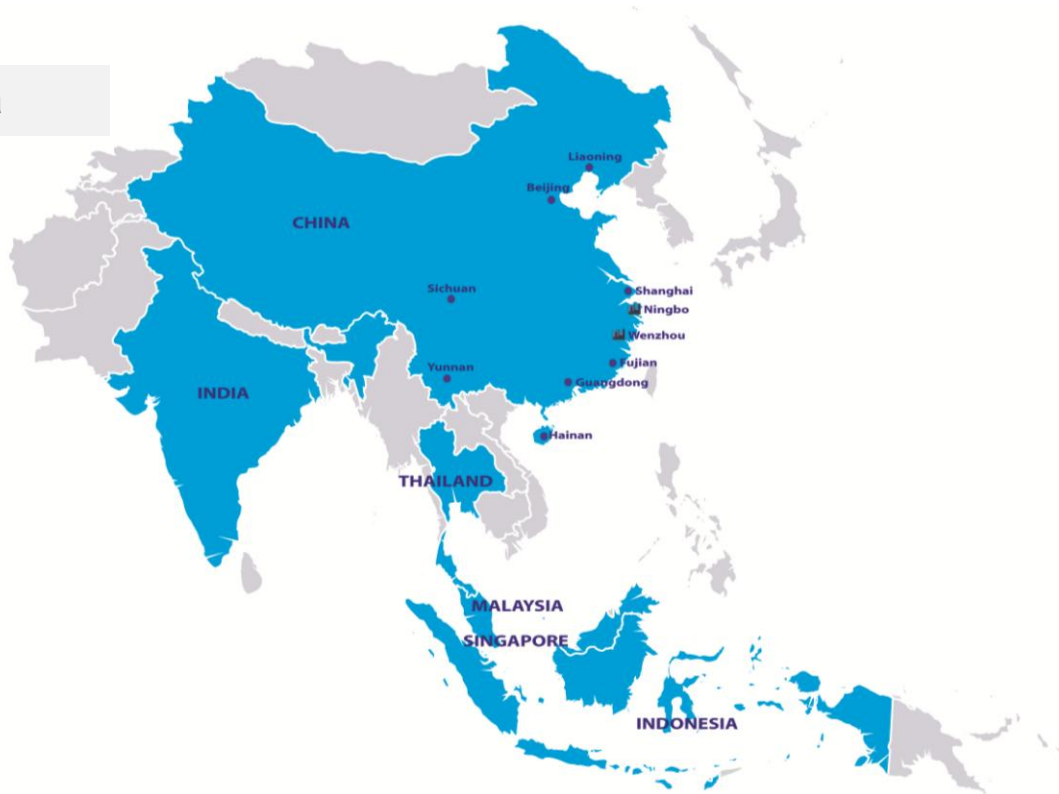 Liaoning
Beijing
CHINA
Sichuan
Shanghai
Ningbo
Wenzhou
Fujian
Yunnan
Guangdong
INDIA
Hainan
THAILAND
MALAYSIA
SINGAPORE
INDONESIA